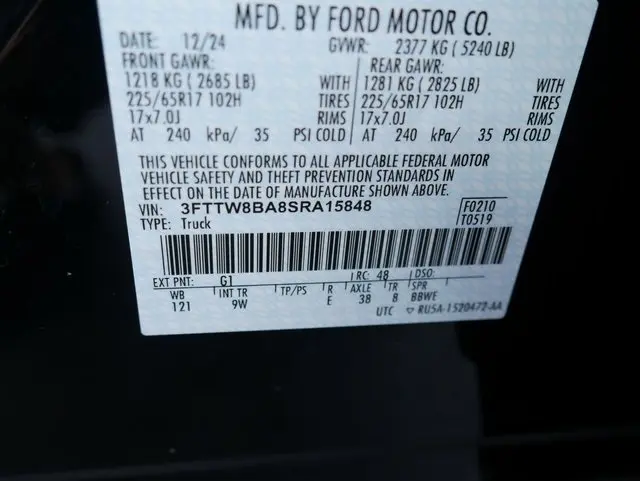 MFD. BY FORD MOTOR CO.
DATE: 12/24 GVWR: 2377 KG (5240 LB)
FRONT GAWR: REAR GAWR:
1218 KG (2685 LB) WITH 1281 KG (2825 LB) WITH
225/65R17 102H TIRES 225/65R17 102H TIRES
17x7.0J RIMS 17x7.0J RIMS
AT 240 kPa/ 35 PSI COLD AT 240 kPa/ 35 PSI COLD
THIS VEHICLE CONFORMS TO ALL APPLICABLE FEDERAL MOTOR
VEHICLE SAFETY AND THEFT PREVENTION STANDARDS IN
EFFECT ON THE DATE OF MANUFACTURE SHOWN ABOVE.
VIN: 3FTTW8BA8SRA15848 F0210
TYPE: Truck T0519
EXT PNT: G1 RC: 48 DSO:
WB INT TR TP/PS R AXLE TR SPR
121 9W E 38 8 BBWE
UTC ▽ RU5A-1520472-AA